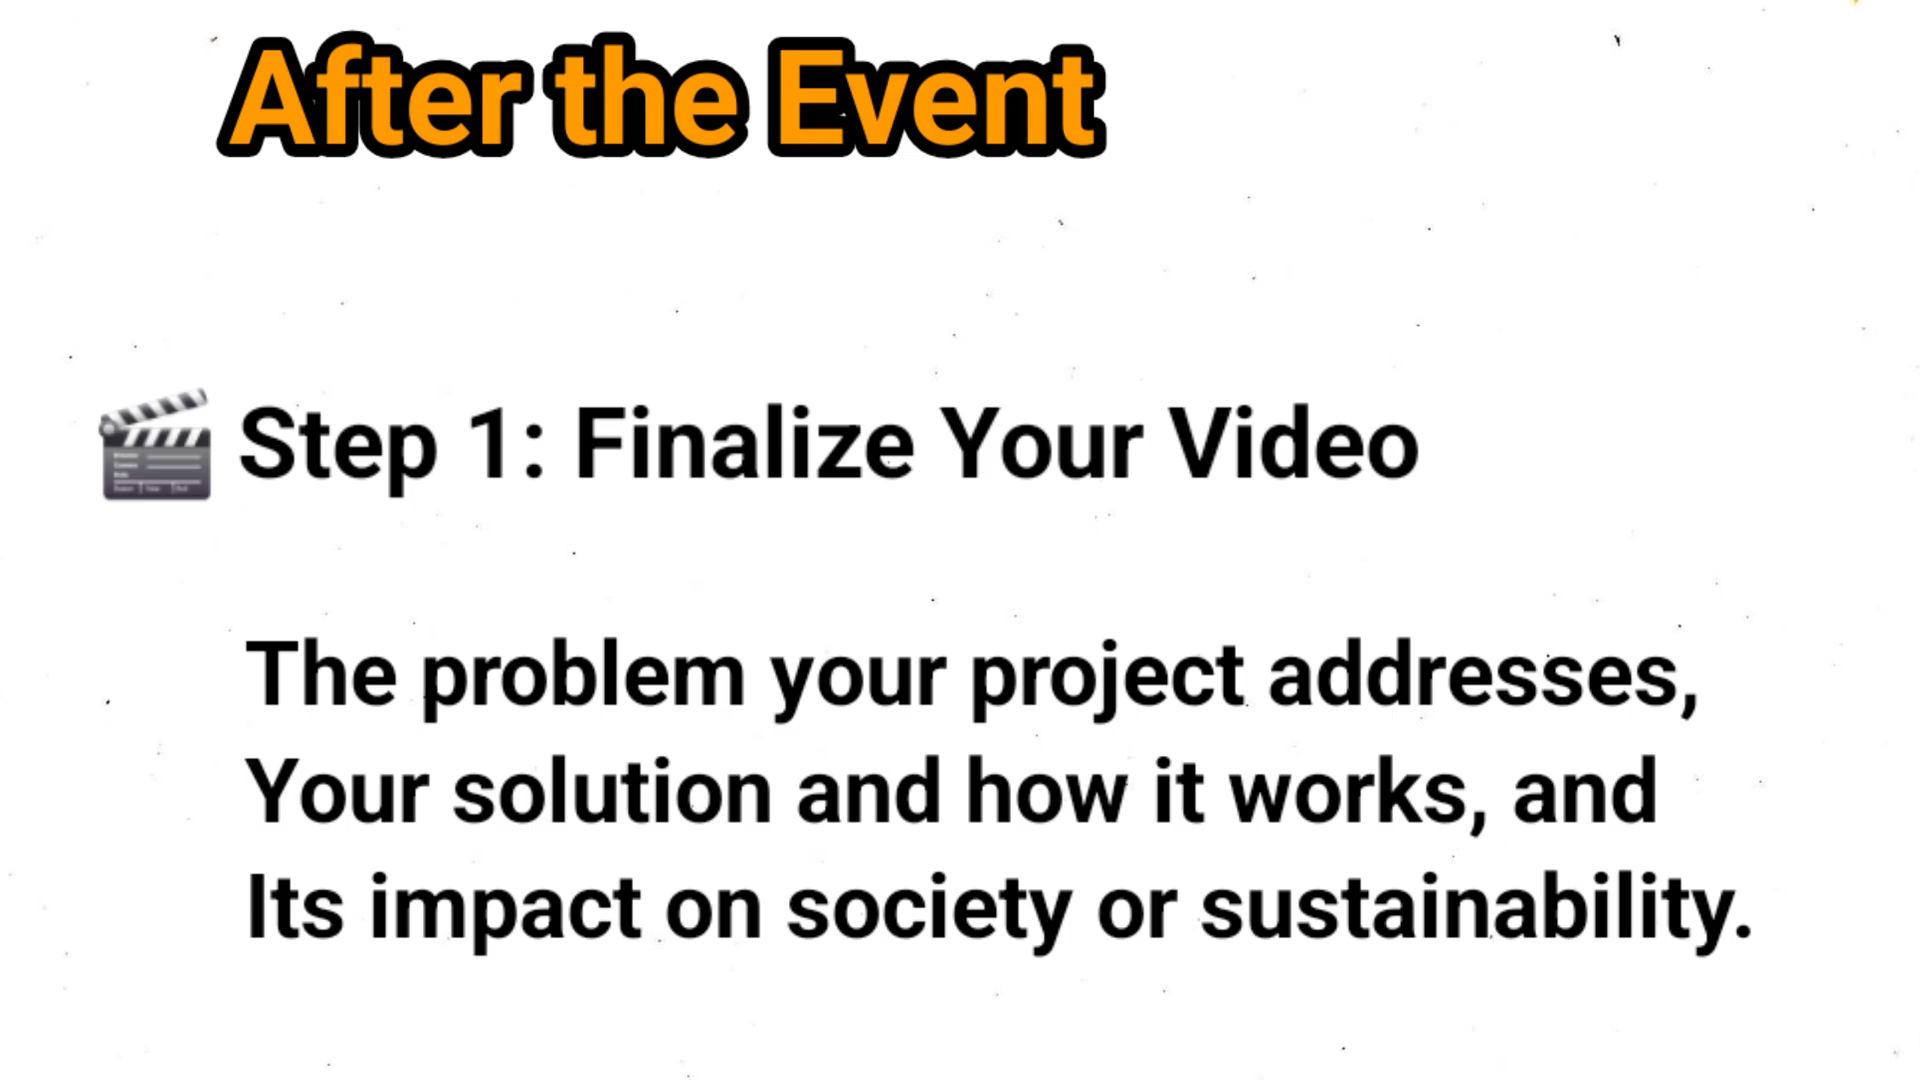 After the Event
🎬 Step 1: Finalize Your Video
The problem your project addresses,
Your solution and how it works, and
Its impact on society or sustainability.